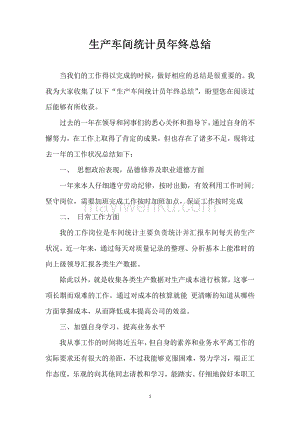 生产车间统计员年终总结
当我们的工作得以完成的时候，做好相应的总结是很重要的。我
我为大家收集了以下“生产车间统计员年终总结”，盼望您在阅读过
后能够有所收获。
过去的一年在领导和同事们的悉心关怀和指导下，通过自身的不
懈努力，在工作上取得了肯定的成果，但也存在了诸多不足，现将过
去一年的工作状况总结如下：
一、 思想政治表现、品德修养及职业道德方面
一年来本人仔细遵守劳动纪律，按时出勤，有效利用工作时间；
坚守岗位，需要加班完成工作按时加班加点，保证工作按时完成
二、 日常工作方面
我的工作岗位是车间统计主要负责统计并汇报车间每天的生产
状况。近一年来，通过每天对质量记录的整理、分析基本上能准时的
向上级领导汇报各类生产数据。
除此以外，就是收集各类生产数据对生产成本进行核算，这事一
项长期而艰难的工作。通过对成本的核算就能 更清晰的知道从哪些
方面掌握成本，从而降低成本提高公司的效益。
三、加强自身学习、提高业务水平
我从事工作的时间将近五年，但自身的素养和业务水平离工作的
实际要求还有很大的差距，不过我能够克服困难，努力学习，端正工
作态度，乐观的向其他同志请教和学习。能踏实、仔细地做好本职工
1